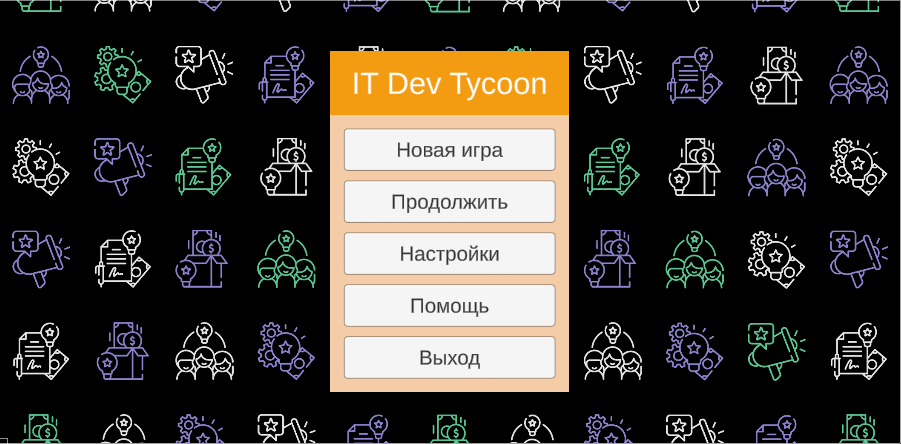 IT Dev Tycoon
Новая игра
Продолжить
Настройки
Помощь
Выход